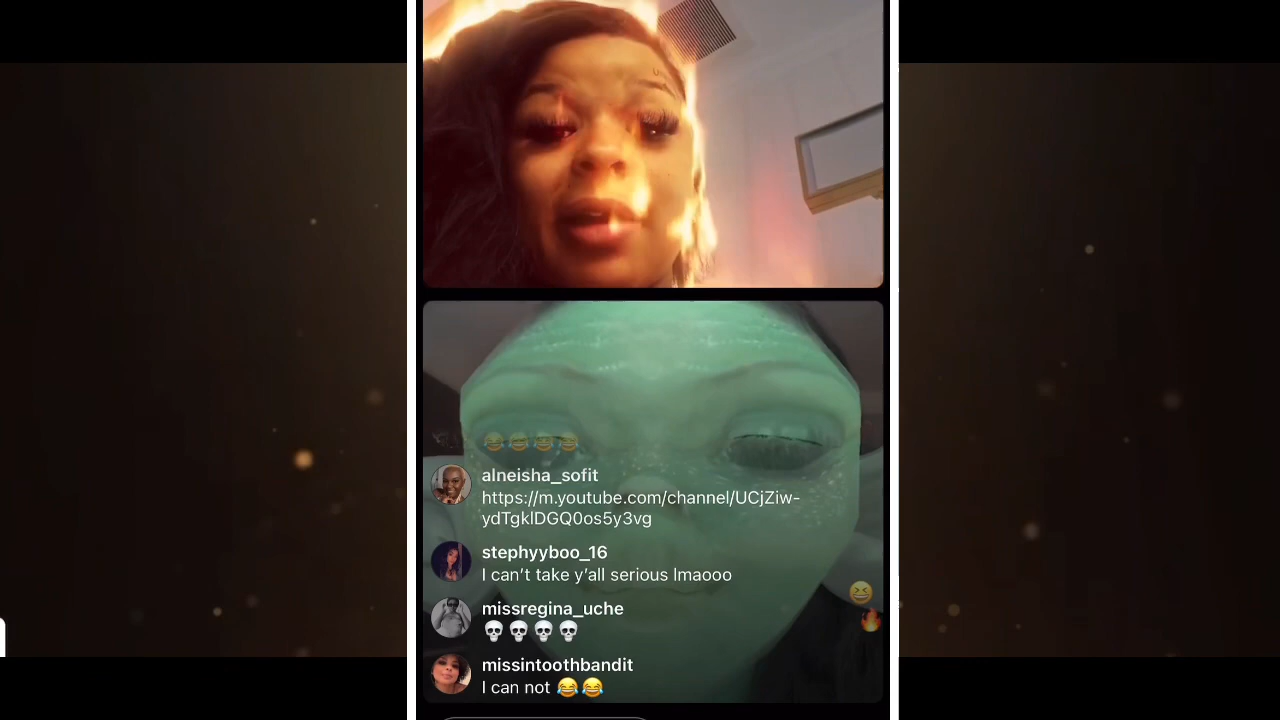 😂😂😂😂
alneisha_sofit
https://m.youtube.com/channel/UCjZiw-
ydTgklDGQ0os5y3vg
stephyyboo_16
I can’t take y’all serious lmaooo
missregina_uche
💀💀💀💀
missintoothbandit
I can not 😂😂